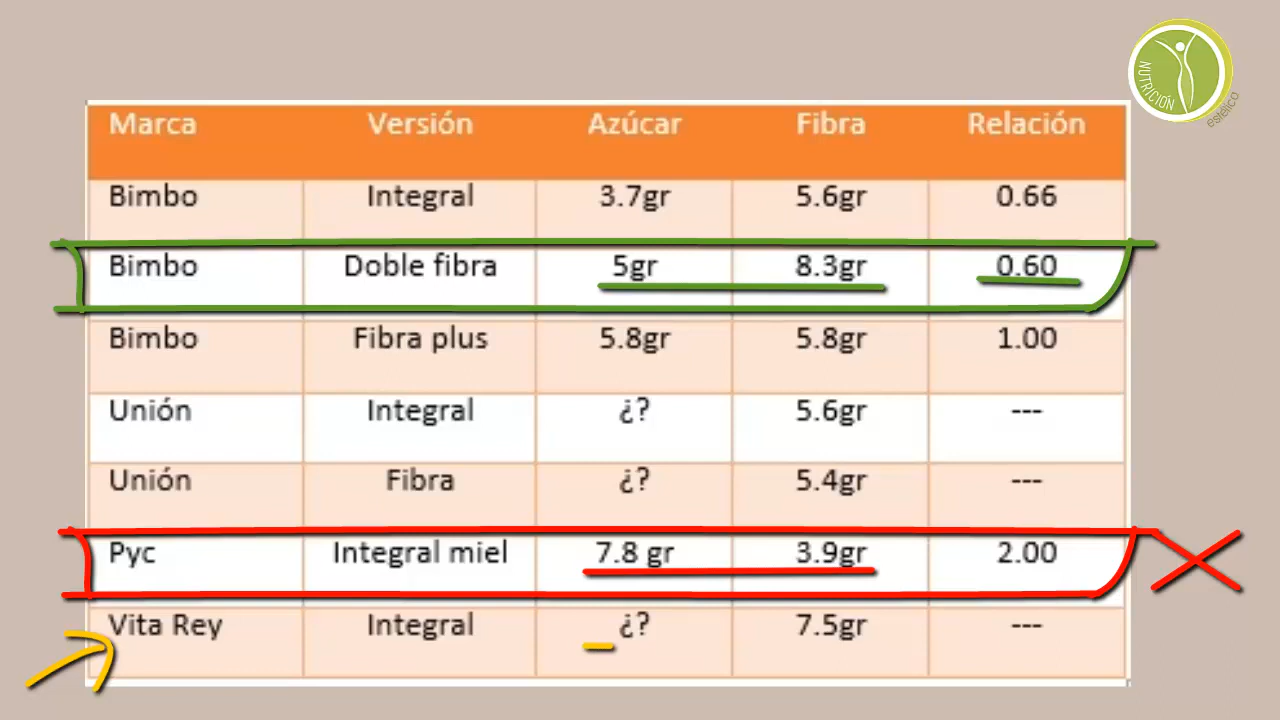 NUTRICIÓN
estético
Marca Versión Azúcar Fibra Relación
Bimbo Integral 3.7gr 5.6gr 0.66
Bimbo Doble fibra 5gr 8.3gr 0.60
Bimbo Fibra plus 5.8gr 5.8gr 1.00
Unión Integral ¿? 5.6gr ---
Unión Fibra ¿? 5.4gr ---
Pyc Integral miel 7.8 gr 3.9gr 2.00
Vita Rey Integral ¿? 7.5gr ---